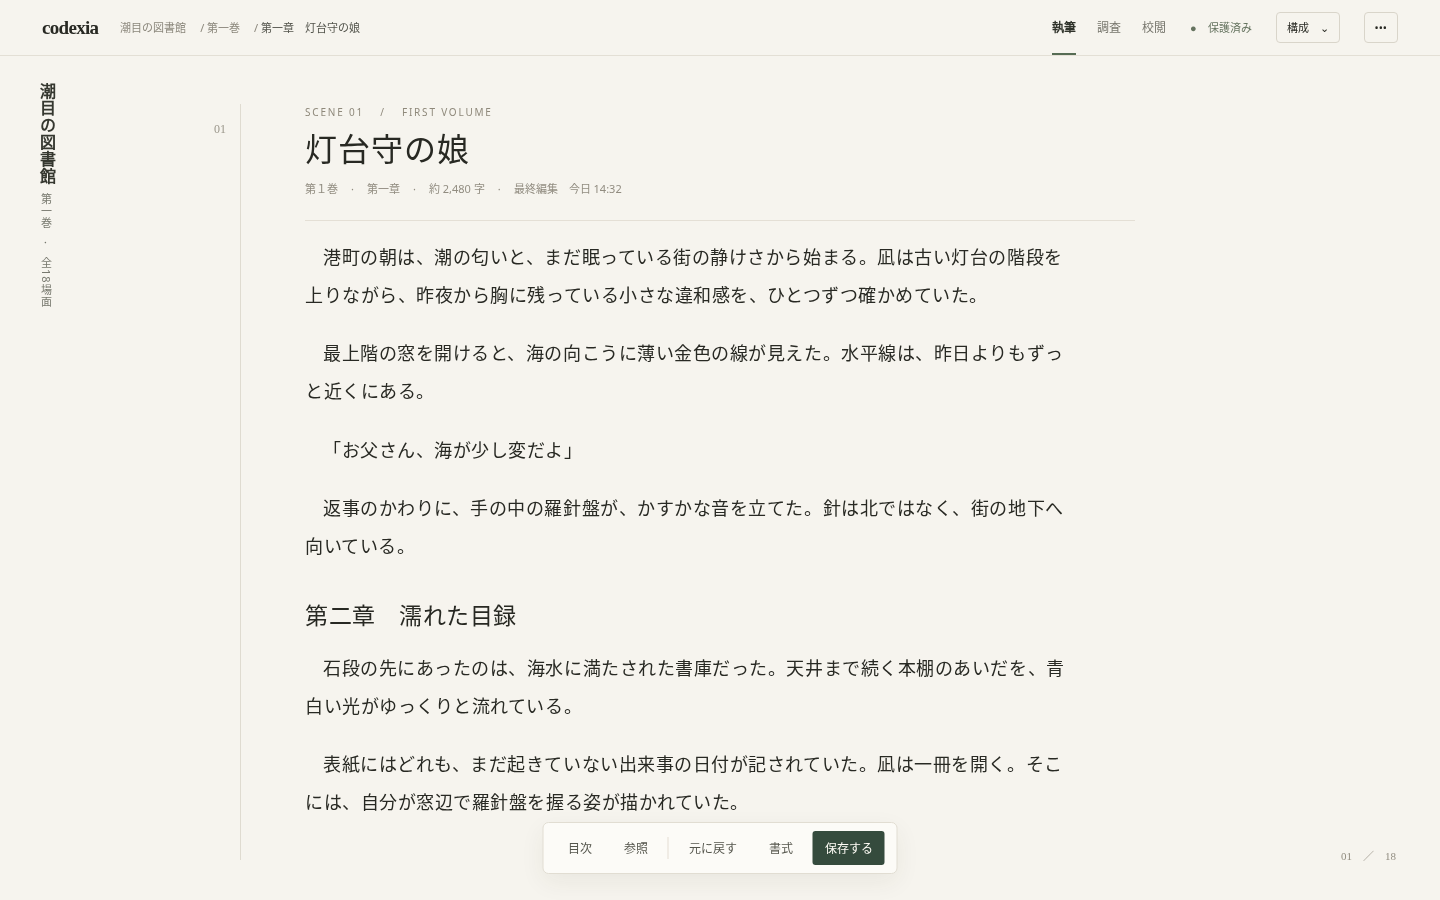 codexia
潮目の図書館 / 第一巻 / 第一章　灯台守の娘
執筆
調査
校閲
● 保護済み
構成 ⌄
•••
潮目の図書館
第一巻 · 全18場面
01
SCENE 01 / FIRST VOLUME
灯台守の娘
第１巻 · 第一章 · 約 2,480 字 · 最終編集　今日 14:32
港町の朝は、潮の匂いと、まだ眠っている街の静けさから始まる。凪は古い灯台の階段を
上りながら、昨夜から胸に残っている小さな違和感を、ひとつずつ確かめていた。
最上階の窓を開けると、海の向こうに薄い金色の線が見えた。水平線は、昨日よりもずっ
と近くにある。
「お父さん、海が少し変だよ」
返事のかわりに、手の中の羅針盤が、かすかな音を立てた。針は北ではなく、街の地下へ
向いている。
第二章　濡れた目録
石段の先にあったのは、海水に満たされた書庫だった。天井まで続く本棚のあいだを、青
白い光がゆっくりと流れている。
表紙にはどれも、まだ起きていない出来事の日付が記されていた。凪は一冊を開く。そこ
には、自分が窓辺で羅針盤を握る姿が描かれていた。
目次
参照
元に戻す
書式
保存する
01 ／ 18